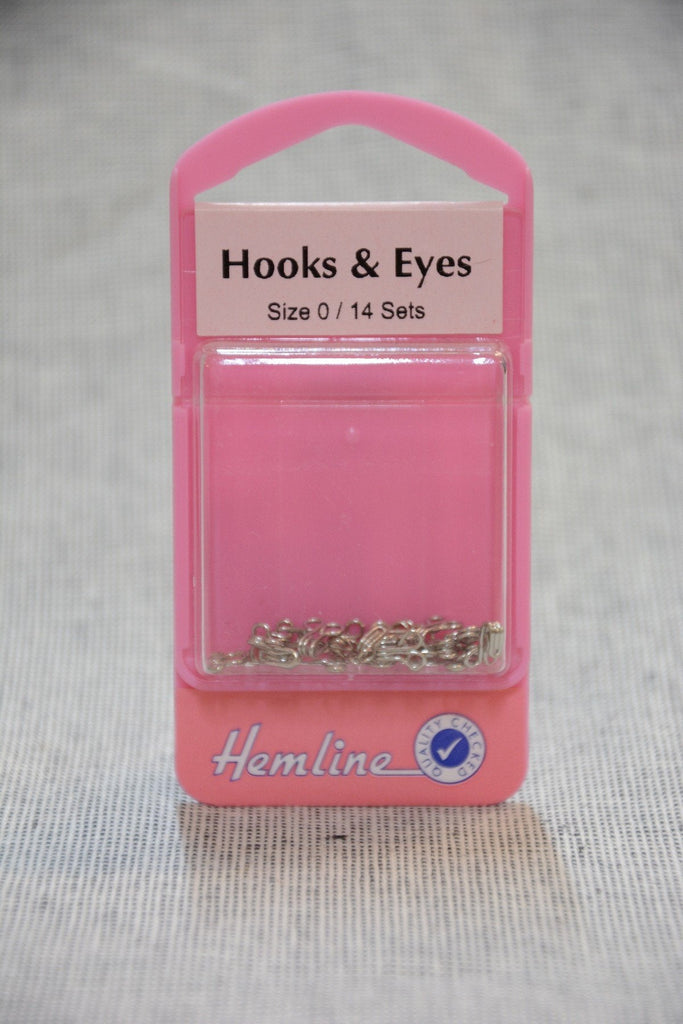 Hooks & Eyes
Size 0 / 14 Sets
Hemline
QUALITY CHECKED